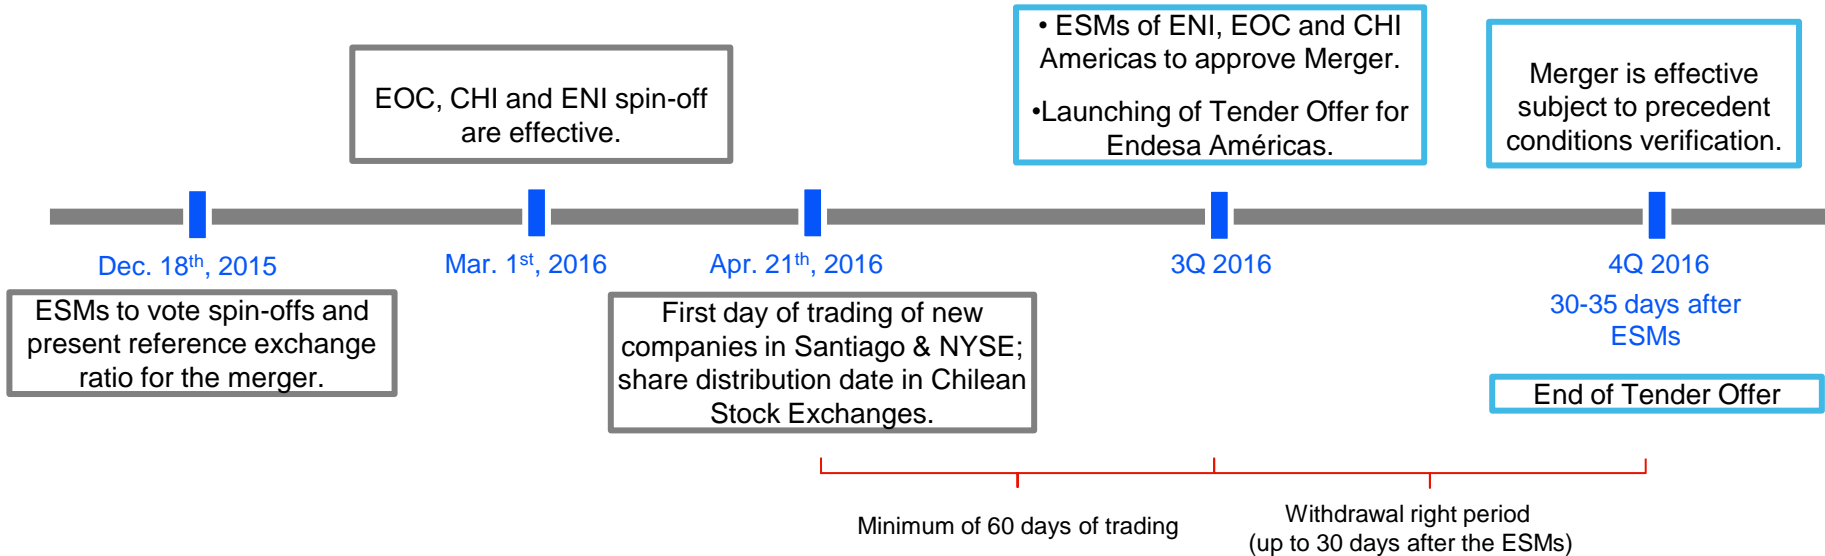 • ESMs of ENI, EOC and CHI
Americas to approve Merger.
•Launching of Tender Offer for
Endesa Américas.
EOC, CHI and ENI spin-off
are effective.
Merger is effective
subject to precedent
conditions verification.
Dec. 18th, 2015
Mar. 1st, 2016
Apr. 21th, 2016
3Q 2016
4Q 2016
30-35 days after
ESMs
ESMs to vote spin-offs and
present reference exchange
ratio for the merger.
First day of trading of new
companies in Santiago & NYSE;
share distribution date in Chilean
Stock Exchanges.
End of Tender Offer
Minimum of 60 days of trading
Withdrawal right period
(up to 30 days after the ESMs)